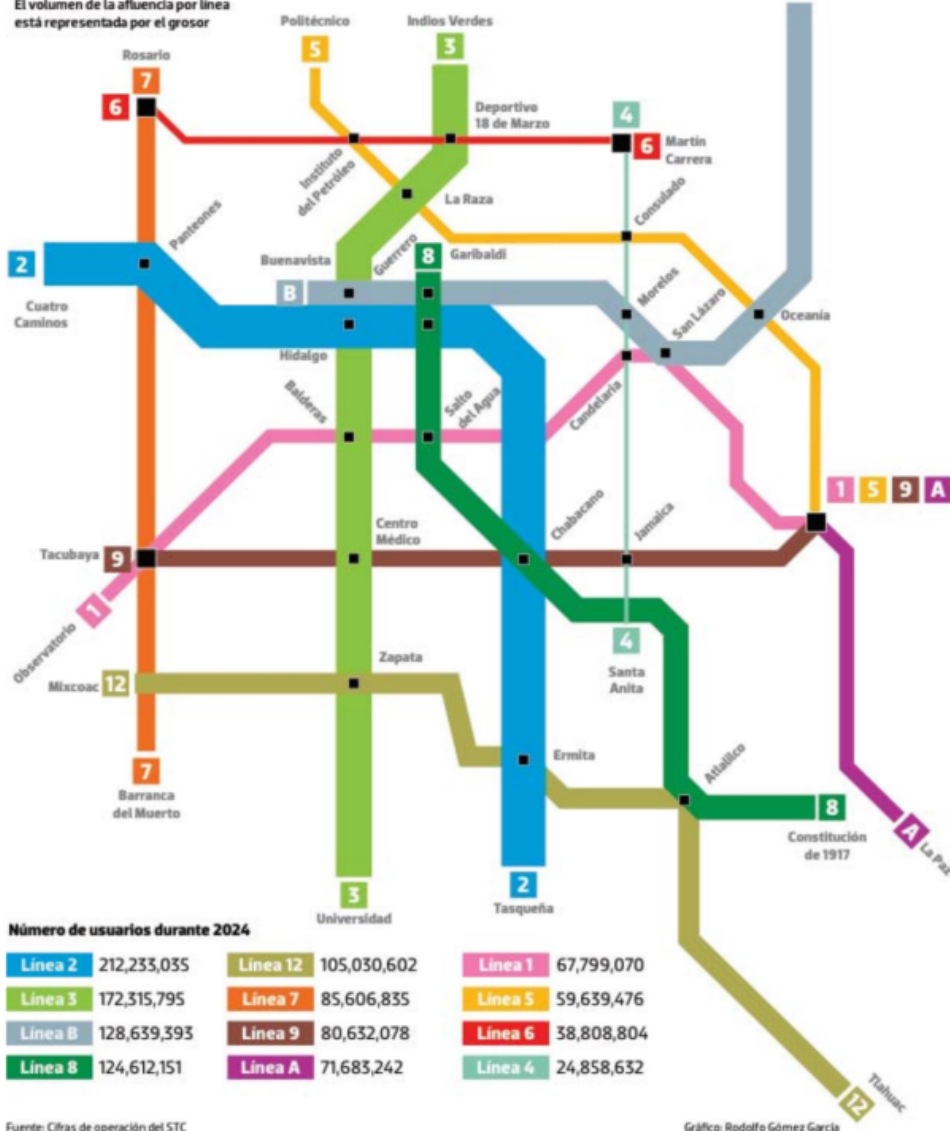 El volumen de la afluencia por línea
está representada por el grosor
Politécnico
5
Indios Verdes
3
Rosario
7
6
Deportivo
18 de Marzo
4
6
Martín
Carrera
Instituto
del Petróleo
La Raza
Consulado
Panteones
2
Cuatro
Caminos
Buenavista
Guerrero
8
Garibaldi
B
Morelos
San Lázaro
Oceanía
Hidalgo
Balderas
Salto
del Agua
Candelaria
1 5 9 A
Tacubaya
9
Centro
Médico
Chabacano
Jamaica
1
Observatorio
4
Santa
Anita
Mixcoac
12
Zapata
Ermita
Atlalilco
7
Barranca
del Muerto
8
Constitución
de 1917
A
La Paz
3
Universidad
2
Tasqueña
Número de usuarios durante 2024
Línea 2 212,233,035
Línea 3 172,315,795
Línea B 128,639,393
Línea 8 124,612,151
Línea 12 105,030,602
Línea 7 85,606,835
Línea 9 80,632,078
Línea A 71,683,242
Línea 1 67,799,070
Línea 5 59,639,476
Línea 6 38,808,804
Línea 4 24,858,632
12
Tlahuac
Fuente: Cifras de operación del STC
Gráfico: Rodolfo Gómez García